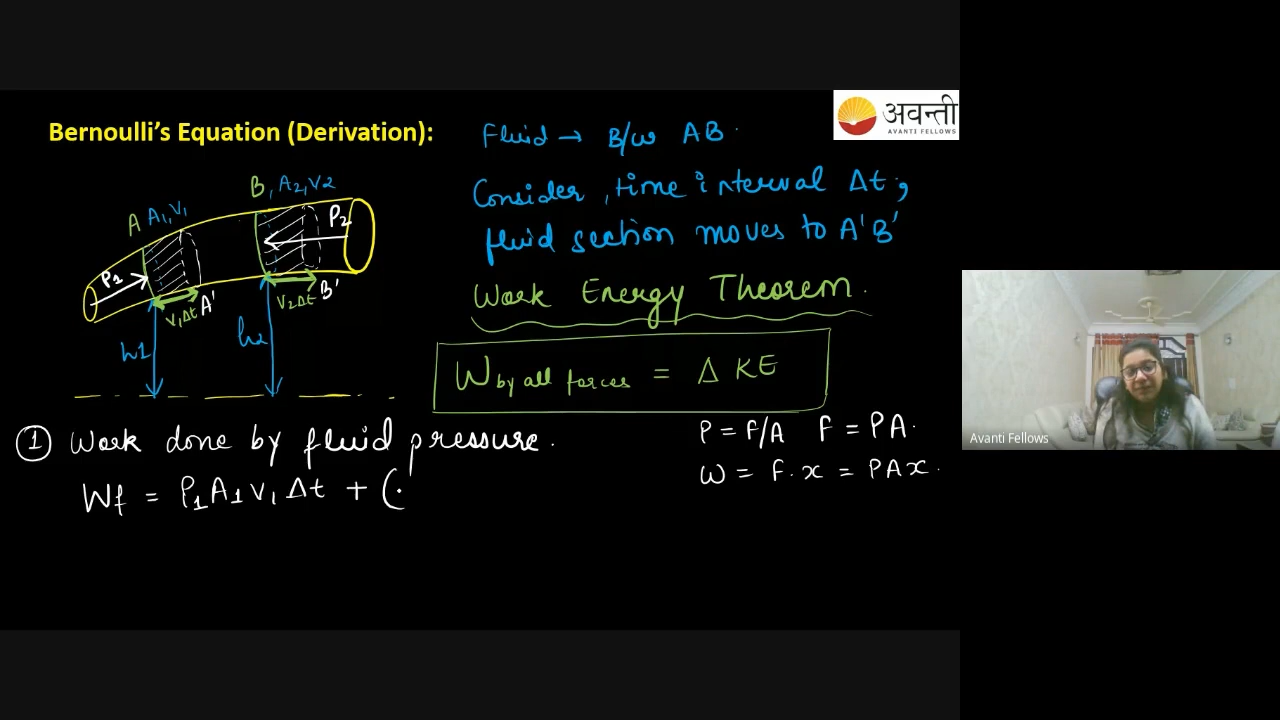 Bernoulli's Equation (Derivation):
अवन्ती
AVANTI FELLOWS
Fluid → B/w AB.
Consider, time interval Δt,
fluid section moves to A'B'
Work Energy Theorem.
W by all forces = Δ KE
A A1,V1
B, A2,V2
P1
P2
V1Δt A'
V2Δt B'
h1
h2
① Work done by fluid pressure.
Wf = P1A1V1Δt + (.
P = F/A F = PA.
W = F.x = PAx.
Avanti Fellows